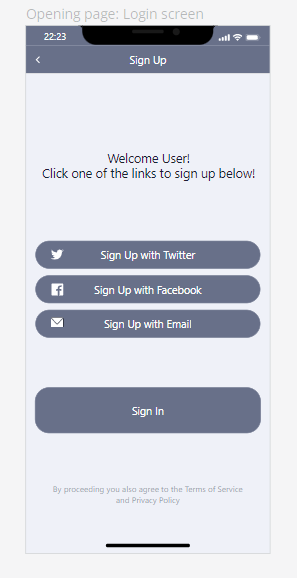 Opening page: Login screen
22:23
Sign Up
Welcome User!
Click one of the links to sign up below!
Sign Up with Twitter
Sign Up with Facebook
Sign Up with Email
Sign In
By proceeding you also agree to the Terms of Service
and Privacy Policy